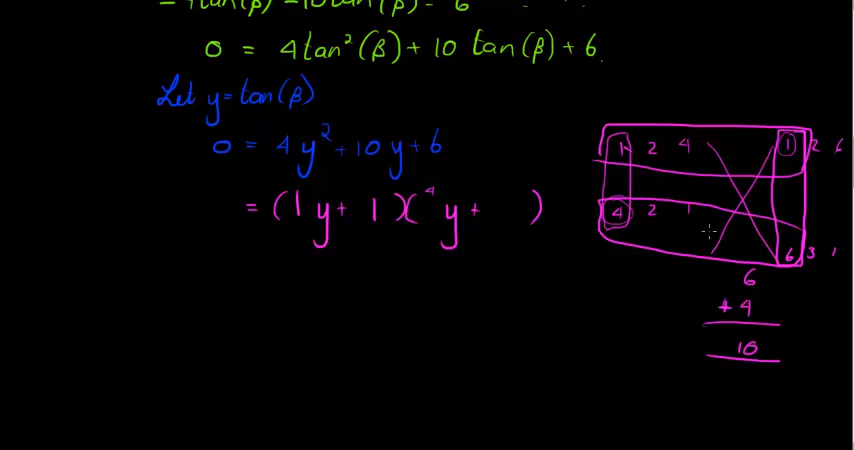 0 = 4tan²(β) + 10 tan(β) + 6.
Let y = tan(β)
0 = 4y² + 10y + 6
= (1y + 1)(4y + )
1 2 4 1 2 6
4 2 1 6 3 1
6
+ 4
10